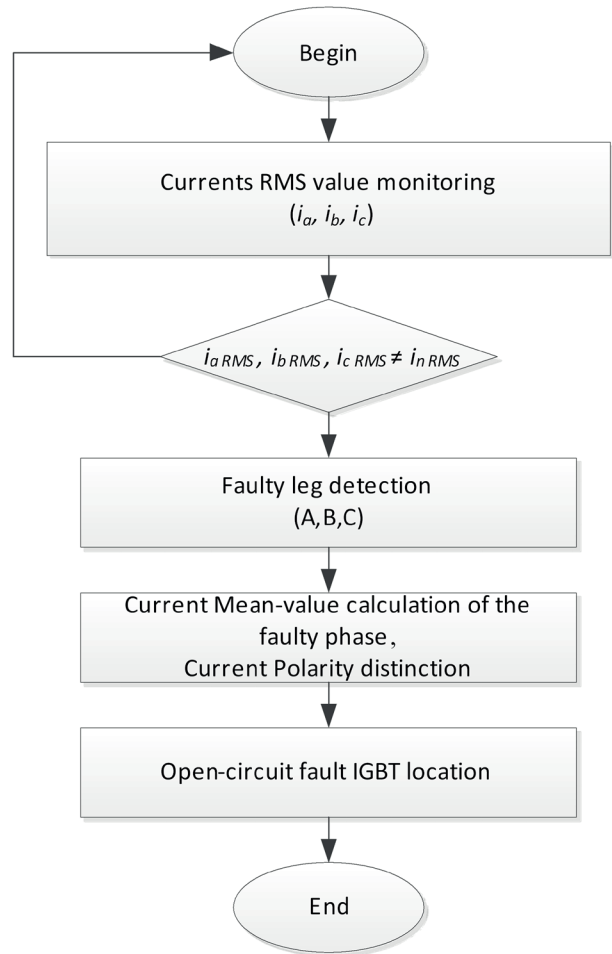 Begin
Currents RMS value monitoring
(ia, ib, ic)
ia RMS, ib RMS, ic RMS ≠ in RMS
Faulty leg detection
(A,B,C)
Current Mean-value calculation of the
faulty phase,
Current Polarity distinction
Open-circuit fault IGBT location
End